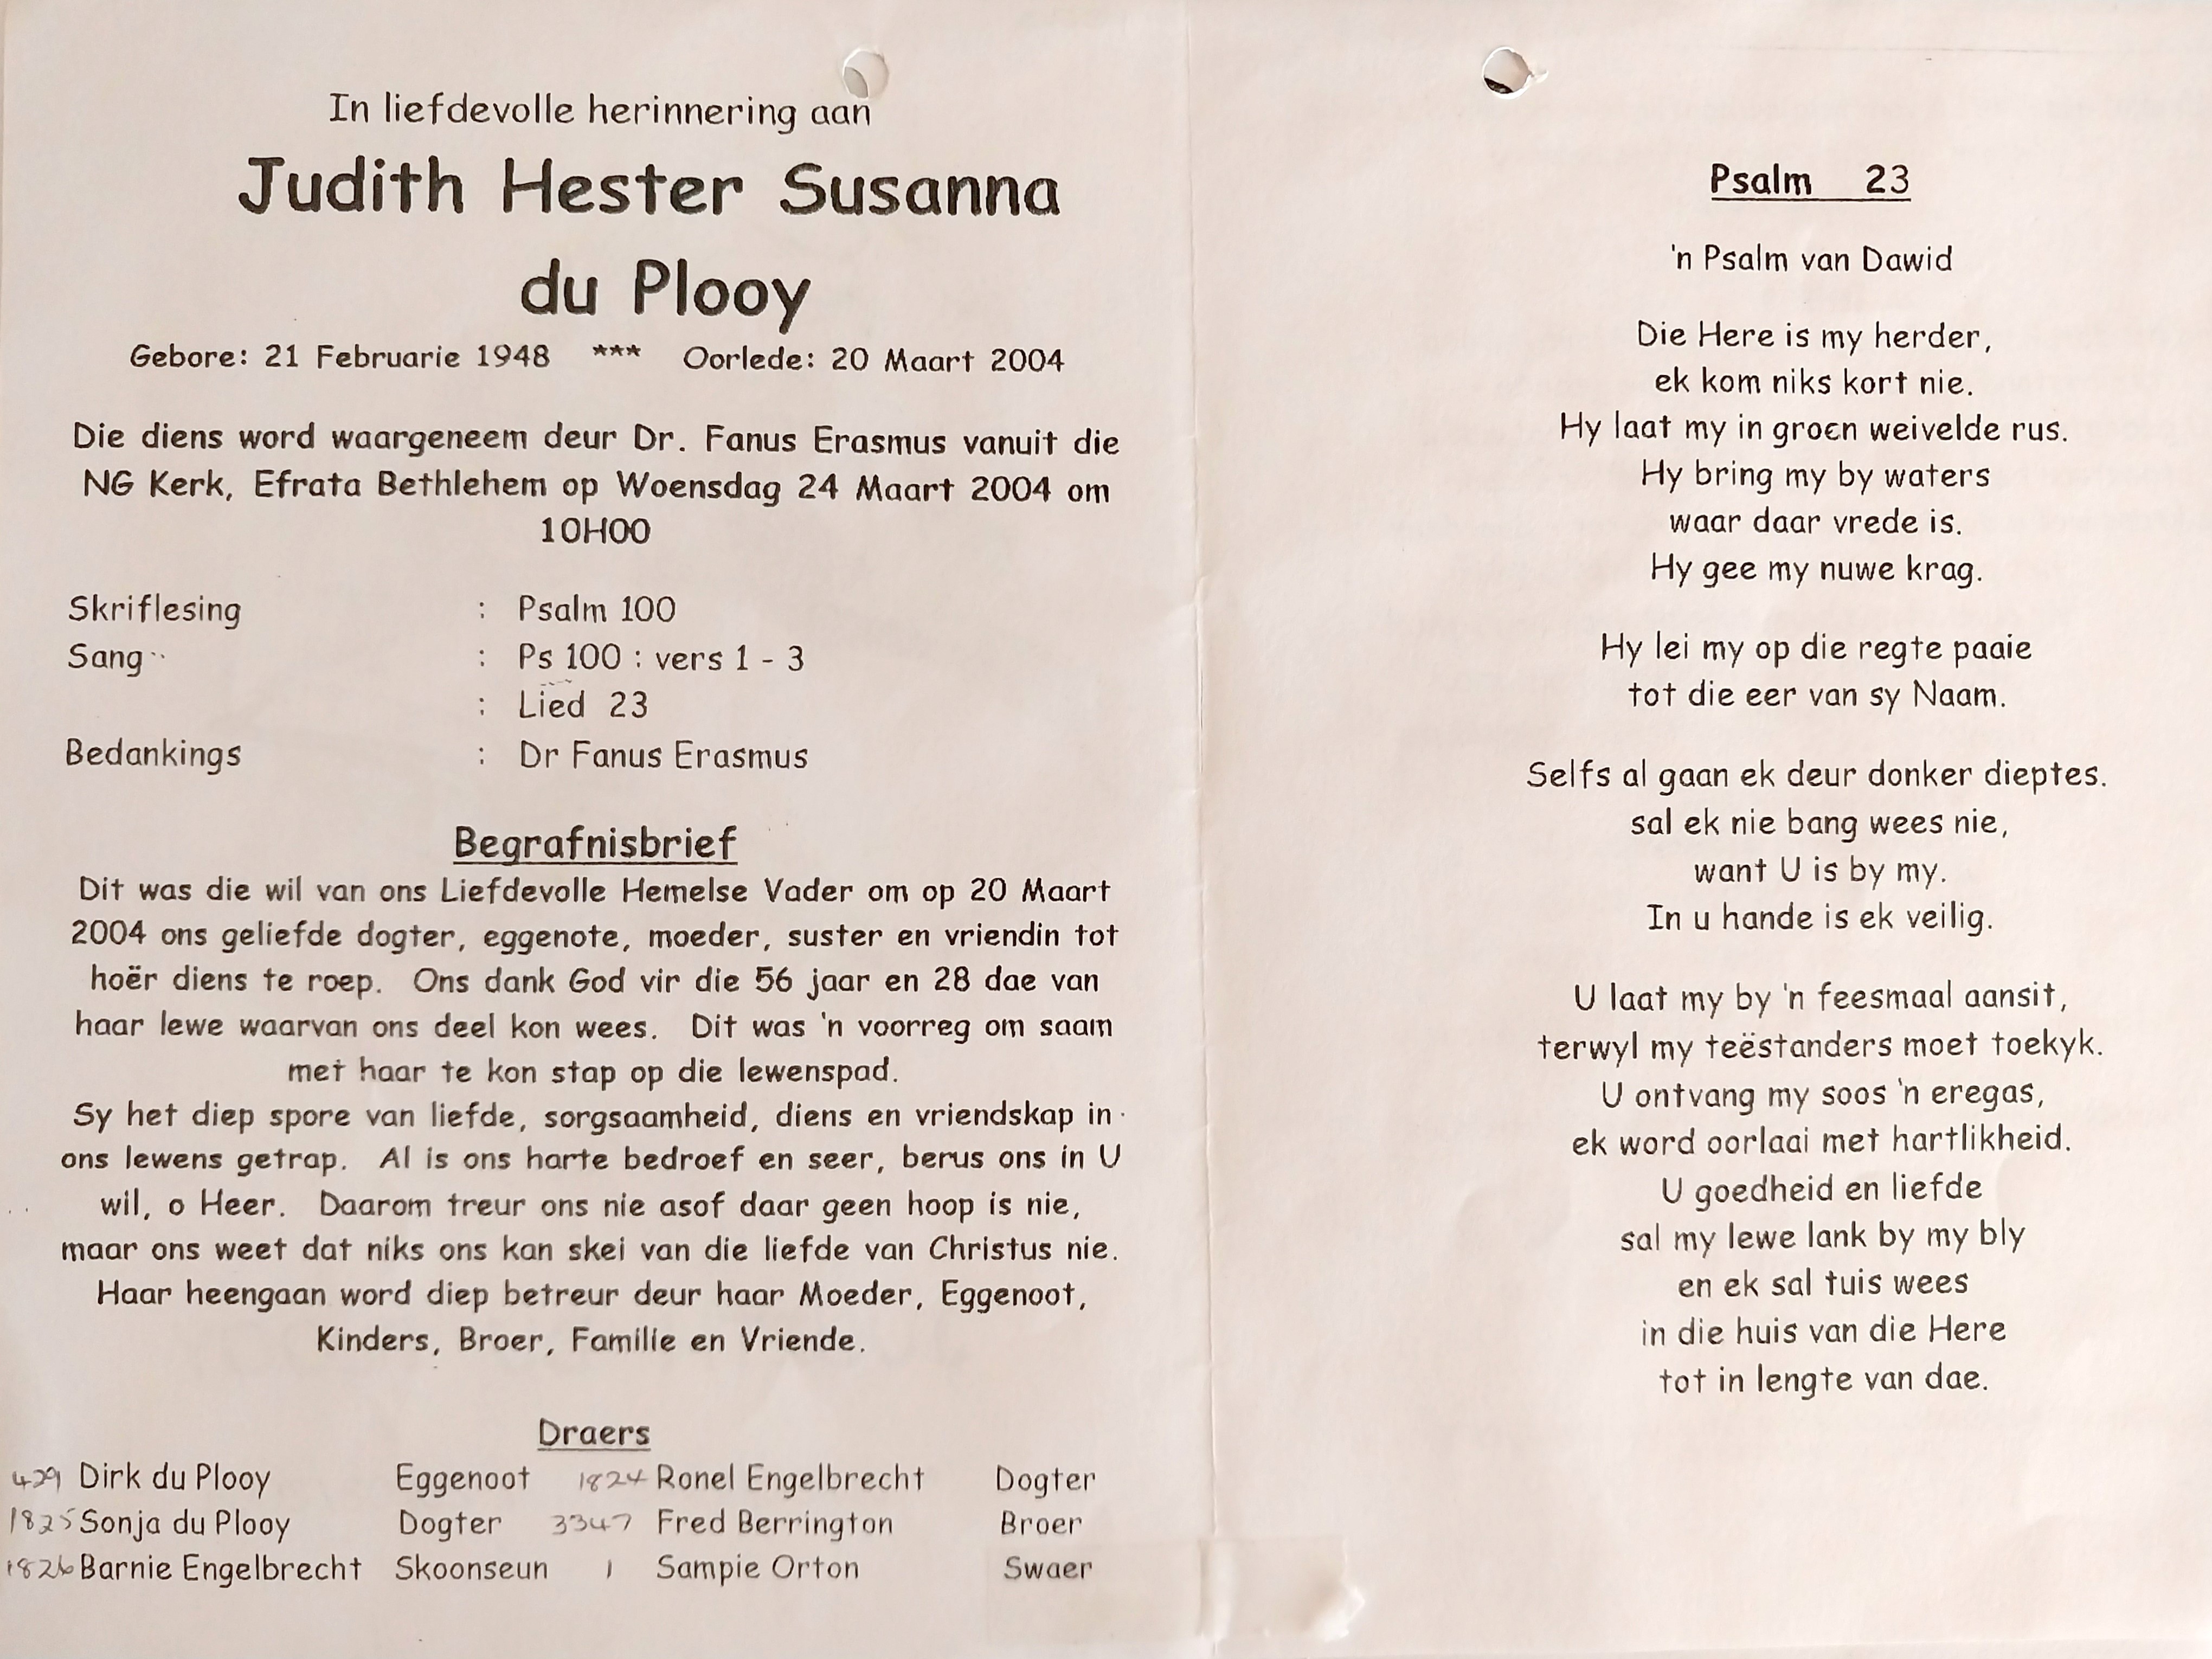 In liefdevolle herinnering aan
Judith Hester Susanna
du Plooy
Gebore: 21 Februarie 1948 *** Oorlede: 20 Maart 2004
Die diens word waargeneem deur Dr. Fanus Erasmus vanuit die
NG Kerk, Efrata Bethlehem op Woensdag 24 Maart 2004 om
10H00
Skriflesing : Psalm 100
Sang : Ps 100 : vers 1 - 3
: Lied 23
Bedankings : Dr Fanus Erasmus
Begrafnisbrief
Dit was die wil van ons Liefdevolle Hemelse Vader om op 20 Maart
2004 ons geliefde dogter, eggenote, moeder, suster en vriendin tot
hoër diens te roep. Ons dank God vir die 56 jaar en 28 dae van
haar lewe waarvan ons deel kon wees. Dit was 'n voorreg om saam
met haar te kon stap op die lewenspad.
Sy het diep spore van liefde, sorgsaamheid, diens en vriendskap in
ons lewens getrap. Al is ons harte bedroef en seer, berus ons in U
wil, o Heer. Daarom treur ons nie asof daar geen hoop is nie,
maar ons weet dat niks ons kan skei van die liefde van Christus nie.
Haar heengaan word diep betreur deur haar Moeder, Eggenoot,
Kinders, Broer, Familie en Vriende.
Draers
429 Dirk du Plooy Eggenoot 1824 Ronel Engelbrecht Dogter
1825 Sonja du Plooy Dogter 3347 Fred Berrington Broer
1826 Barnie Engelbrecht Skoonseun 1 Sampie Orton Swaer
Psalm 23
'n Psalm van Dawid
Die Here is my herder,
ek kom niks kort nie.
Hy laat my in groen weivelde rus.
Hy bring my by waters
waar daar vrede is.
Hy gee my nuwe krag.
Hy lei my op die regte paaie
tot die eer van sy Naam.
Selfs al gaan ek deur donker dieptes.
sal ek nie bang wees nie,
want U is by my.
In u hande is ek veilig.
U laat my by 'n feesmaal aansit,
terwyl my teëstanders moet toekyk.
U ontvang my soos 'n eregas,
ek word oorlaai met hartlikheid.
U goedheid en liefde
sal my lewe lank by my bly
en ek sal tuis wees
in die huis van die Here
tot in lengte van dae.